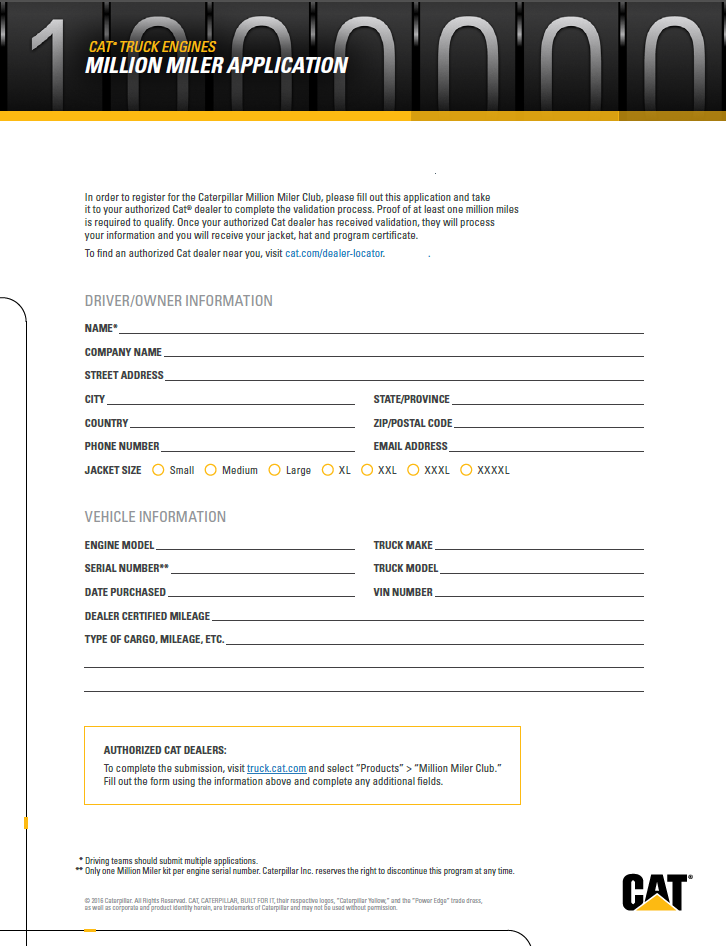 1000000
CAT® TRUCK ENGINES
MILLION MILER APPLICATION
In order to register for the Caterpillar Million Miler Club, please fill out this application and take
it to your authorized Cat® dealer to complete the validation process. Proof of at least one million miles
is required to qualify. Once your authorized Cat dealer has received validation, they will process
your information and you will receive your jacket, hat and program certificate.
To find an authorized Cat dealer near you, visit cat.com/dealer-locator.
DRIVER/OWNER INFORMATION
NAME*
COMPANY NAME
STREET ADDRESS
CITY STATE/PROVINCE
COUNTRY ZIP/POSTAL CODE
PHONE NUMBER EMAIL ADDRESS
JACKET SIZE Small Medium Large XL XXL XXXL XXXXL
VEHICLE INFORMATION
ENGINE MODEL TRUCK MAKE
SERIAL NUMBER** TRUCK MODEL
DATE PURCHASED VIN NUMBER
DEALER CERTIFIED MILEAGE
TYPE OF CARGO, MILEAGE, ETC.
AUTHORIZED CAT DEALERS:
To complete the submission, visit truck.cat.com and select "Products" > "Million Miler Club."
Fill out the form using the information above and complete any additional fields.
* Driving teams should submit multiple applications.
** Only one Million Miler kit per engine serial number. Caterpillar Inc. reserves the right to discontinue this program at any time.
© 2016 Caterpillar. All Rights Reserved. CAT, CATERPILLAR, BUILT FOR IT, their respective logos, "Caterpillar Yellow," and the "Power Edge" trade dress,
as well as corporate and product identity herein, are trademarks of Caterpillar and may not be used without permission.
CAT®